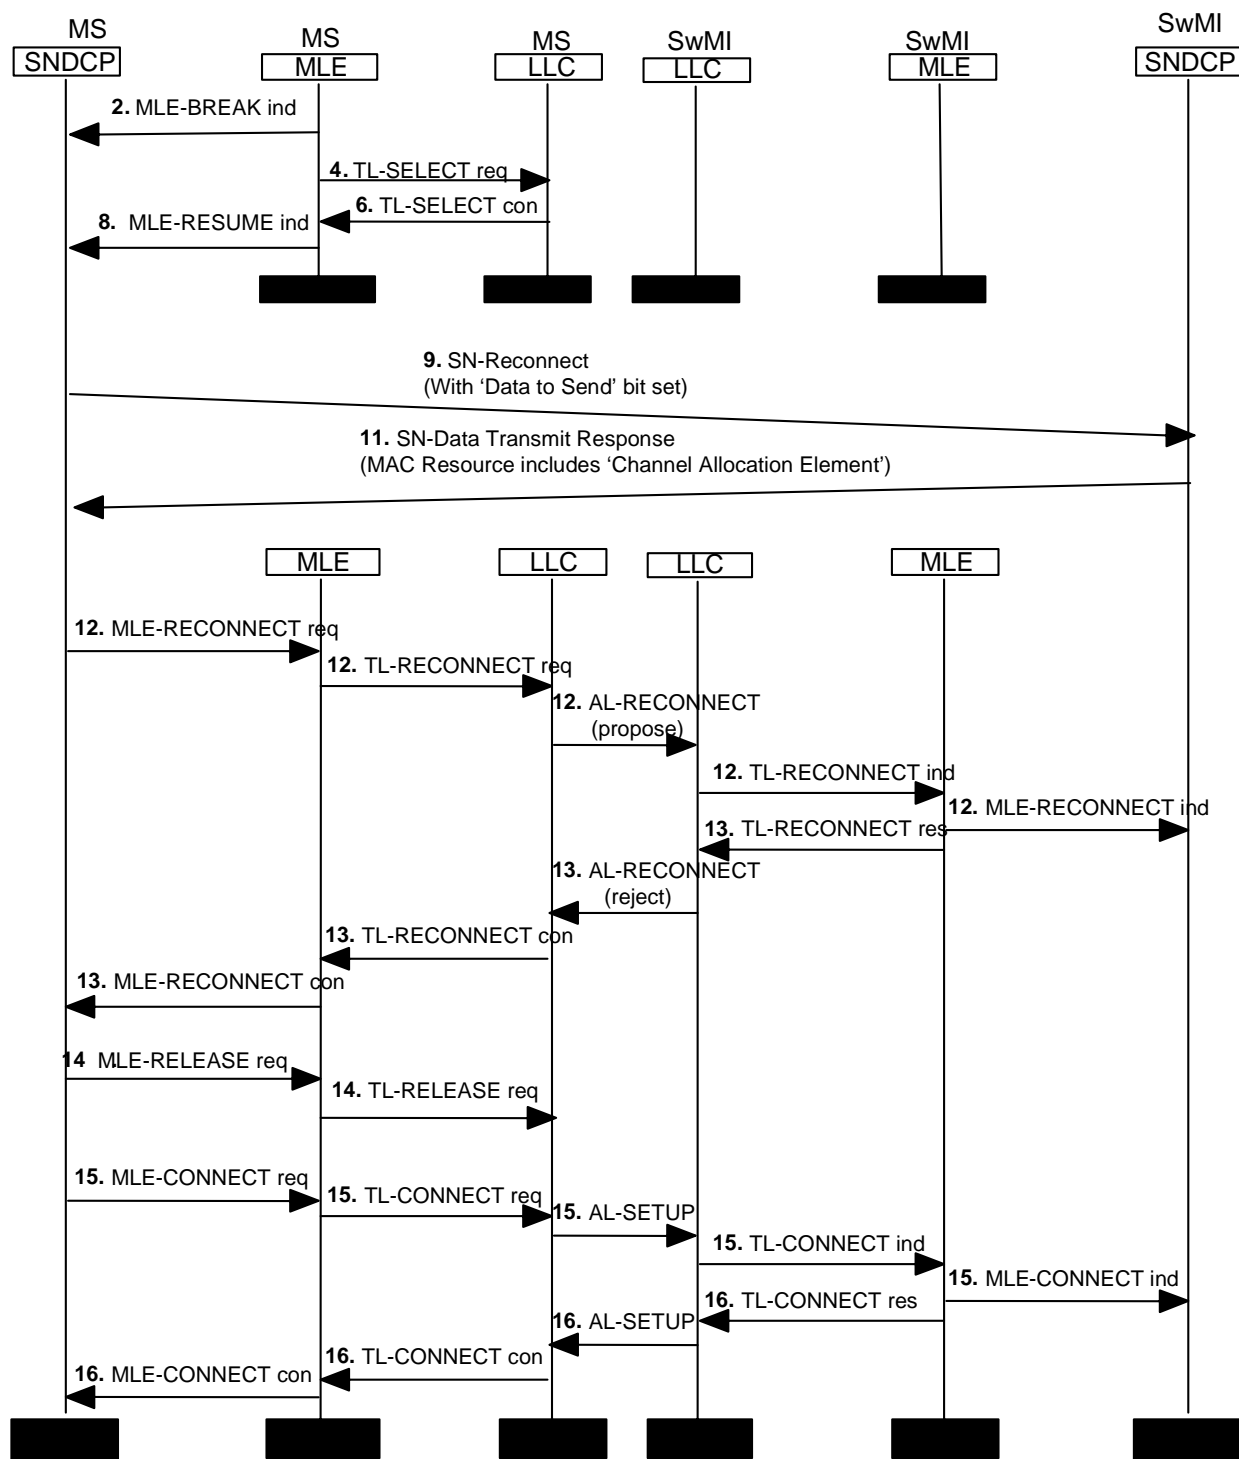 MS
MS
MS
SwMI
SwMI
SwMI
SNDCP
MLE
LLC
LLC
MLE
SNDCP
2. MLE-BREAK ind
4. TL-SELECT req
6. TL-SELECT con
8. MLE-RESUME ind
9. SN-Reconnect
(With ‘Data to Send’ bit set)
11. SN-Data Transmit Response
(MAC Resource includes ‘Channel Allocation Element’)
MLE
LLC
LLC
MLE
12. MLE-RECONNECT req
12. TL-RECONNECT req
12. AL-RECONNECT
(propose)
12. TL-RECONNECT ind
12. MLE-RECONNECT ind
13. TL-RECONNECT res
13. AL-RECONNECT
(reject)
13. TL-RECONNECT con
13. MLE-RECONNECT con
14. MLE-RELEASE req
14. TL-RELEASE req
15. MLE-CONNECT req
15. TL-CONNECT req
15. AL-SETUP
15. TL-CONNECT ind
15. MLE-CONNECT ind
16. TL-CONNECT res
16. AL-SETUP
16. TL-CONNECT con
16. MLE-CONNECT con